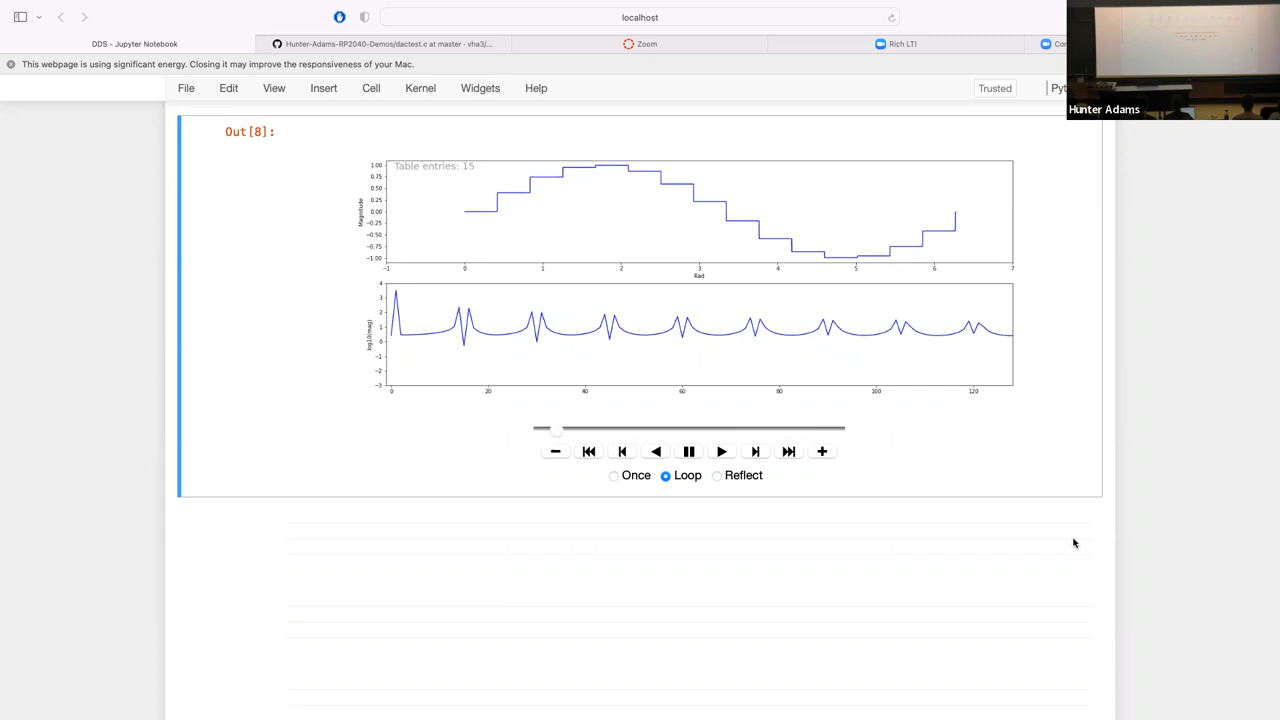 localhost
DDS - Jupyter Notebook
Hunter-Adams-RP2040-Demos/dactest.c at master · vha3/...
Zoom
Rich LTI
Co
This webpage is using significant energy. Closing it may improve the responsiveness of your Mac.
File Edit View Insert Cell Kernel Widgets Help
Trusted
Pyt
Hunter Adams
Out[8]:
Table entries: 15
Magnitude
1.00
0.75
0.50
0.25
0.00
−0.25
−0.50
−0.75
−1.00
−1 0 1 2 3 4 5 6 7
Rad
log10(mag)
4
3
2
1
0
−1
−2
−3
0 20 40 60 80 100 120
Once Loop Reflect